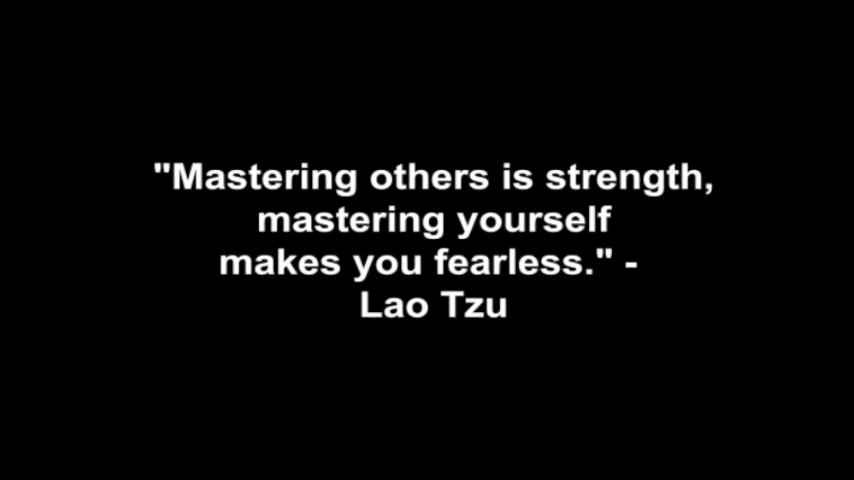 "Mastering others is strength,
mastering yourself
makes you fearless." -
Lao Tzu